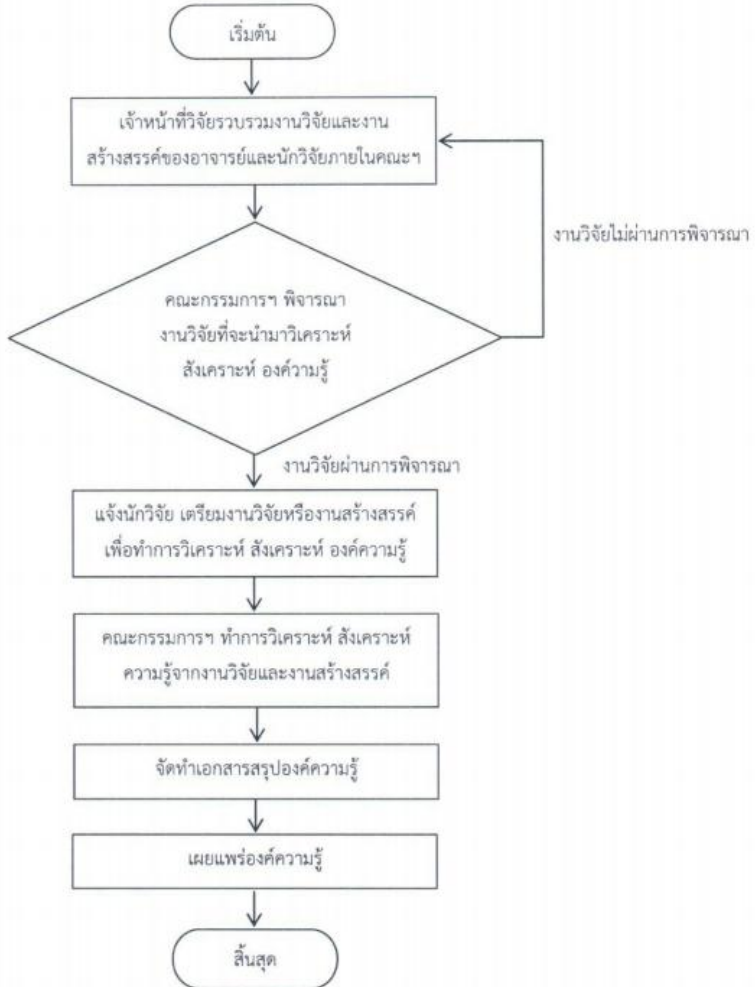 เริ่มต้น
เจ้าหน้าที่วิจัยรวบรวมงานวิจัยและงาน
สร้างสรรค์ของอาจารย์และนักวิจัยภายในคณะฯ
งานวิจัยไม่ผ่านการพิจารณา
คณะกรรมการฯ พิจารณา
งานวิจัยที่จะนำมาวิเคราะห์
สังเคราะห์ องค์ความรู้
งานวิจัยผ่านการพิจารณา
แจ้งนักวิจัย เตรียมงานวิจัยหรืองานสร้างสรรค์
เพื่อทำการวิเคราะห์ สังเคราะห์ องค์ความรู้
คณะกรรมการฯ ทำการวิเคราะห์ สังเคราะห์
ความรู้จากงานวิจัยและงานสร้างสรรค์
จัดทำเอกสารสรุปองค์ความรู้
เผยแพร่องค์ความรู้
สิ้นสุด